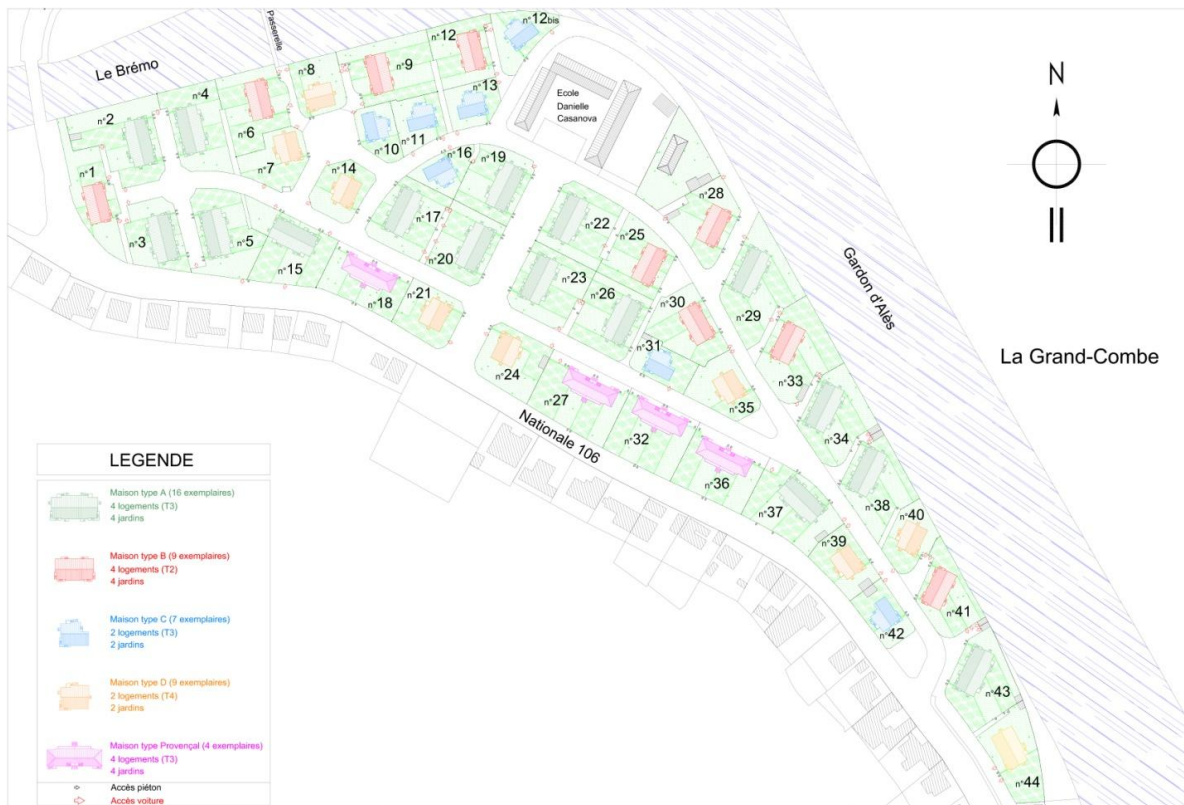 Passerelle
Le Brémo
n°12bis
n°12
n°8
n°9
n°4
n°2
n°13
n°6
n°10
n°11
n°7
Ecole
Danielle
Casanova
n°1
n°14
n°16
n°19
n°3
n°5
n°17
n°15
n°20
n°22
n°25
n°28
N
n°18
n°21
n°23
n°26
n°30
n°29
Gardon d'Alès
La Grand-Combe
n°31
n°33
n°24
n°27
n°35
n°34
Nationale 106
n°32
n°36
n°38
n°37
n°40
n°39
n°41
n°42
n°43
n°44
LEGENDE
Maison type A (16 exemplaires)
4 logements (T3)
4 jardins
Maison type B (9 exemplaires)
4 logements (T2)
4 jardins
Maison type C (7 exemplaires)
2 logements (T3)
2 jardins
Maison type D (9 exemplaires)
2 logements (T4)
2 jardins
Maison type Provençal (4 exemplaires)
4 logements (T3)
4 jardins
Accès piéton
Accès voiture